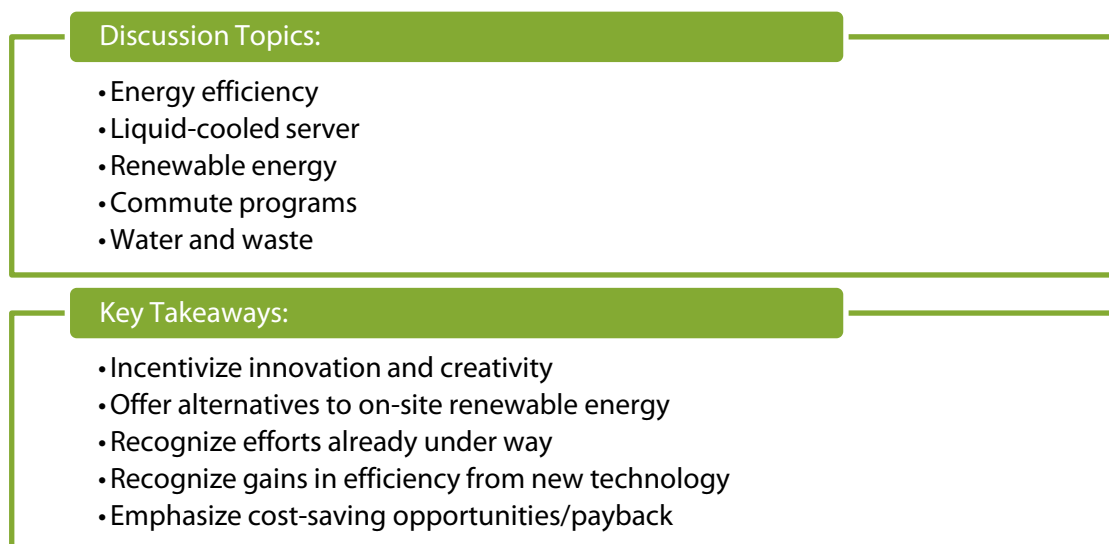 Discussion Topics:
•Energy efficiency
•Liquid-cooled server
•Renewable energy
•Commute programs
•Water and waste
Key Takeaways:
•Incentivize innovation and creativity
•Offer alternatives to on-site renewable energy
•Recognize efforts already under way
•Recognize gains in efficiency from new technology
•Emphasize cost-saving opportunities/payback